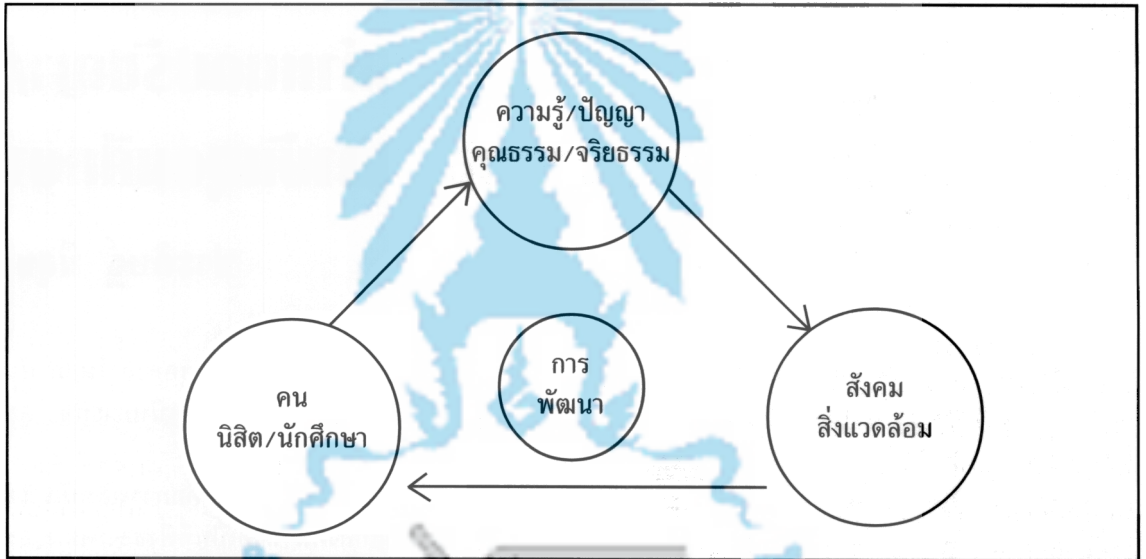 ความรู้/ปัญญา
คุณธรรม/จริยธรรม
การ
พัฒนา
คน
นิสิต/นักศึกษา
สังคม
สิ่งแวดล้อม